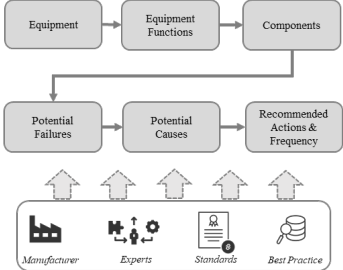 Equipment
Equipment
Functions
Components
Potential
Failures
Potential
Causes
Recommended
Actions &
Frequency
Manufacturer
Experts
Standards
Best Practice